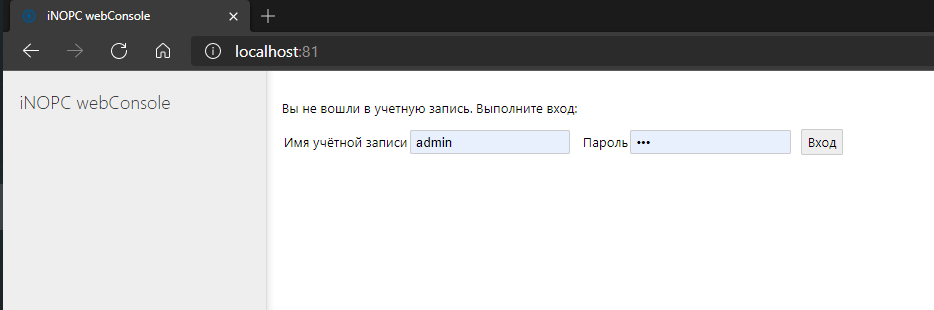 iNOPC webConsole
localhost:81
iNOPC webConsole
Вы не вошли в учетную запись. Выполните вход:
Имя учётной записи admin Пароль ••• Вход